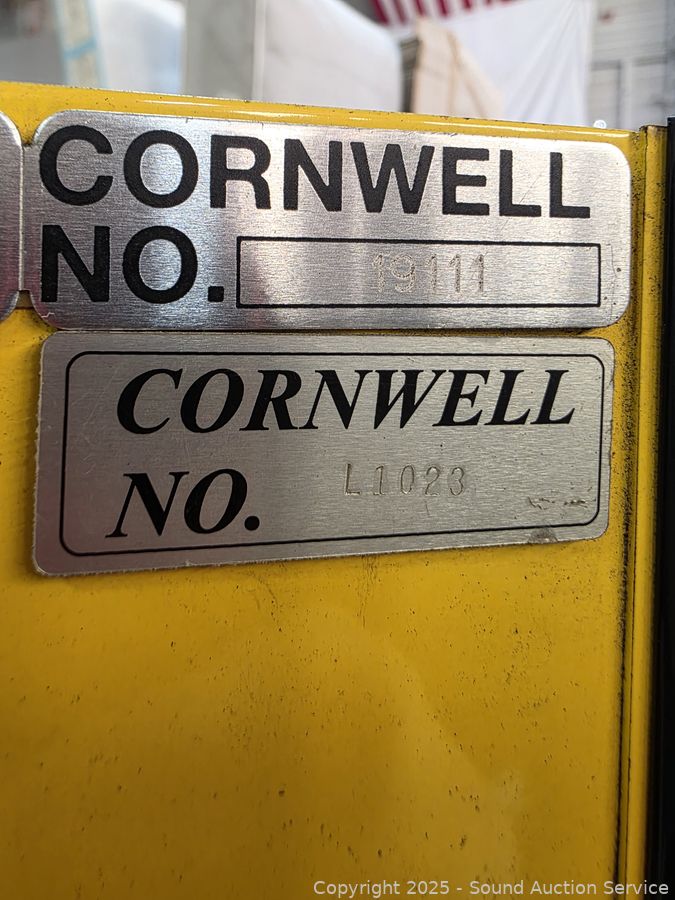 CORNWELL
NO. 19111
CORNWELL
NO. L1023
Copyright 2025 - Sound Auction Service